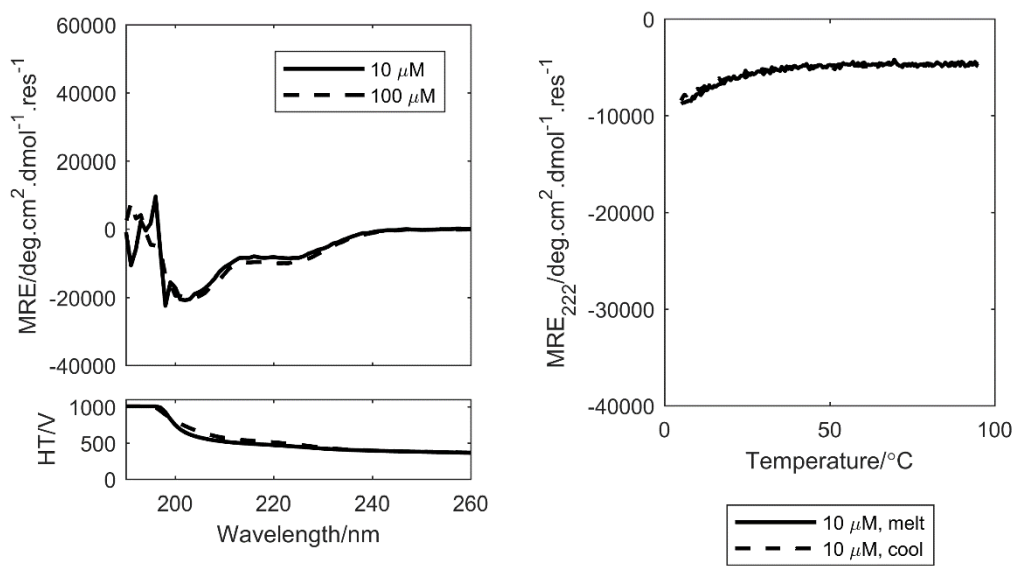 60000
40000
20000
0
-20000
-40000
MRE/deg.cm².dmol⁻¹.res⁻¹
10 μM
100 μM
1000
500
0
HT/V
200
220
240
260
Wavelength/nm
0
-10000
-20000
-30000
-40000
MRE₂₂₂/deg.cm².dmol⁻¹.res⁻¹
0
50
100
Temperature/°C
10 μM, melt
10 μM, cool